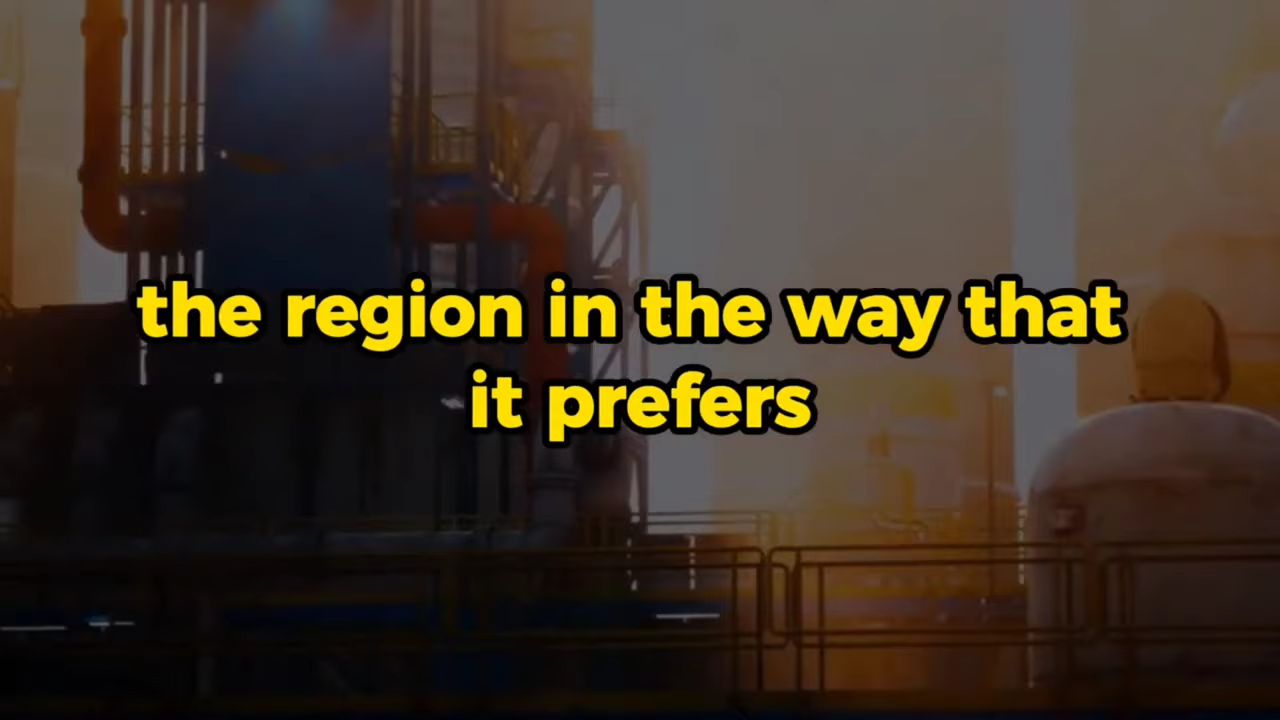 the region in the way that
it prefers